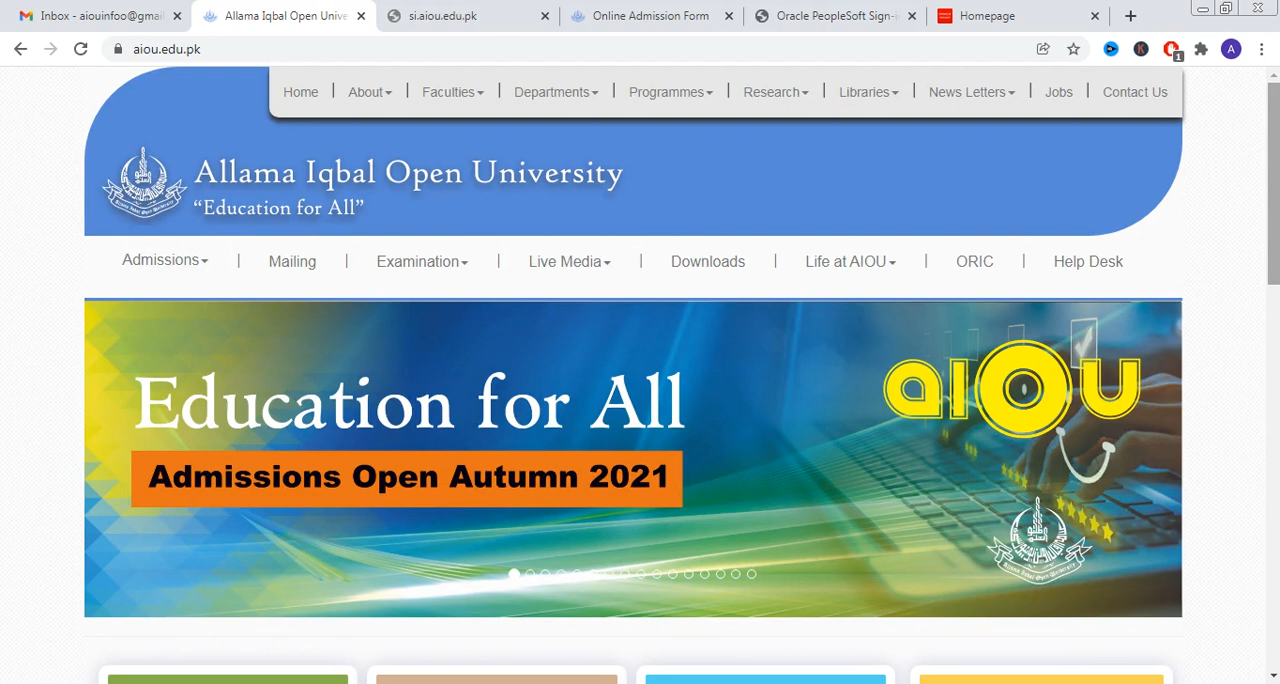 Inbox - aiouinfoo@gmai
Allama Iqbal Open Unive
si.aiou.edu.pk
Online Admission Form
Oracle PeopleSoft Sign-i
Homepage
aiou.edu.pk
1
A
Home | About | Faculties | Departments | Programmes | Research | Libraries | News Letters | Jobs | Contact Us
Allama Iqbal Open University
“Education for All”
Admissions | Mailing | Examination | Live Media | Downloads | Life at AIOU | ORIC | Help Desk
Education for All
Admissions Open Autumn 2021
aIOU